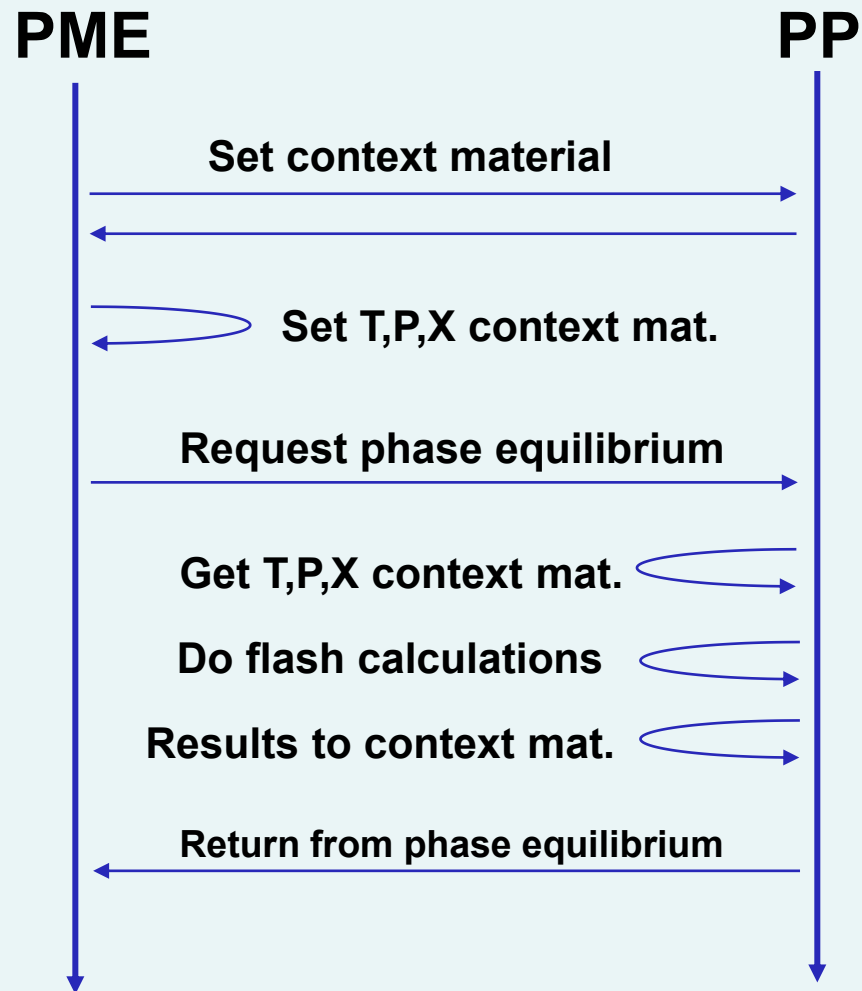 PME
PP
Set context material
Set T,P,X context mat.
Request phase equilibrium
Get T,P,X context mat.
Do flash calculations
Results to context mat.
Return from phase equilibrium